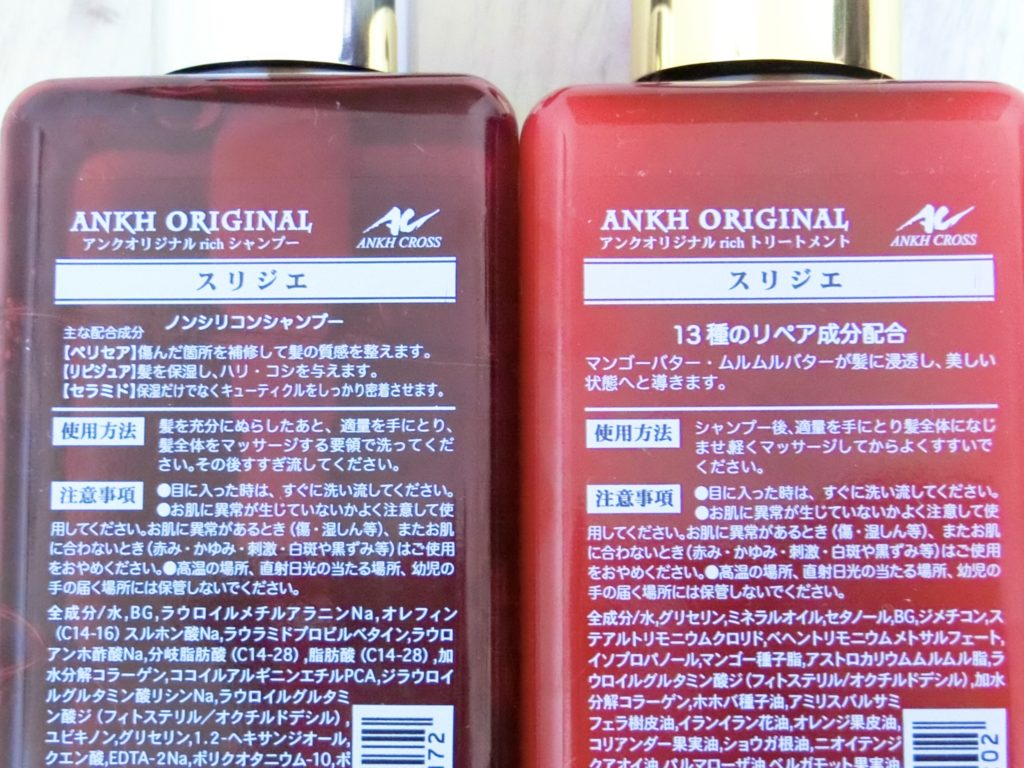 ANKH ORIGINAL
アンクオリジナル rich シャンプー
ANKH CROSS
スリジエ
ノンシリコンシャンプー
主な配合成分
【ペリセア】傷んだ箇所を補修して髪の質感を整えます。
【リピジュア】髪を保湿し、ハリ・コシを与えます。
【セラミド】保湿だけでなくキューティクルをしっかり密着させます。
使用方法
髪を充分にぬらしたあと、適量を手にとり、
髪全体をマッサージする要領で洗ってくだ
さい。その後すすぎ流してください。
注意事項
●目に入った時は、すぐに洗い流してください。
●お肌に異常が生じていないかよく注意して使
用してください。お肌に異常があるとき（傷・湿しん等）、またお肌
に合わないとき（赤み・かゆみ・刺激・白斑や黒ずみ等）はご使用
をおやめください。●高温の場所、直射日光の当たる場所、幼児の
手の届く場所には保管しないでください。
全成分/水,BG,ラウロイルメチルアラニンNa,オレフィン
（C14-16）スルホン酸Na,ラウラミドプロピルベタイン,ラウロ
アンホ酢酸Na,分岐脂肪酸（C14-28）,脂肪酸（C14-28）,加
水分解コラーゲン,ココイルアルギニンエチルPCA,ジラウロイ
ルグルタミン酸リシンNa,ラウロイルグルタミ
ン酸ジ（フィトステリル/オクチルドデシル）,
ユビキノン,グリセリン,1.2-ヘキサンジオール,
クエン酸,EDTA-2Na,ポリクオタニウム-10,ポ
ANKH ORIGINAL
アンクオリジナル rich トリートメント
ANKH CROSS
スリジエ
13種のリペア成分配合
マンゴーバター・ムルムルバターが髪に浸透し、美しい
状態へと導きます。
使用方法
シャンプー後、適量を手にとり髪全体になじ
ませ軽くマッサージしてからよくすすいで
ください。
注意事項
●目に入った時は、すぐに洗い流してください。
●お肌に異常が生じていないかよく注意して使
用してください。お肌に異常があるとき（傷・湿しん等）、またお肌
に合わないとき（赤み・かゆみ・刺激・白斑や黒ずみ等）はご使用
をおやめください。●高温の場所、直射日光の当たる場所、幼児の
手の届く場所には保管しないでください。
全成分/水,グリセリン,ミネラルオイル,セタノール,BG,ジメチコン,ス
テアルトリモニウムクロリド,ベヘントリモニウムメトサルフェート,
イソプロパノール,マンゴー種子脂,アストロカリウムムルムル脂,ラ
ウロイルグルタミン酸ジ（フィトステリル/オクチルドデシル）,加水
分解コラーゲン,ホホバ種子油,アミリスバルサミ
フェラ樹皮油,イランイラン花油,オレンジ果皮油,
コリアンダー果実油,ショウガ根油,ニオイテンジ
クアオイ油,パルマローザ油,ベルガモット果実油